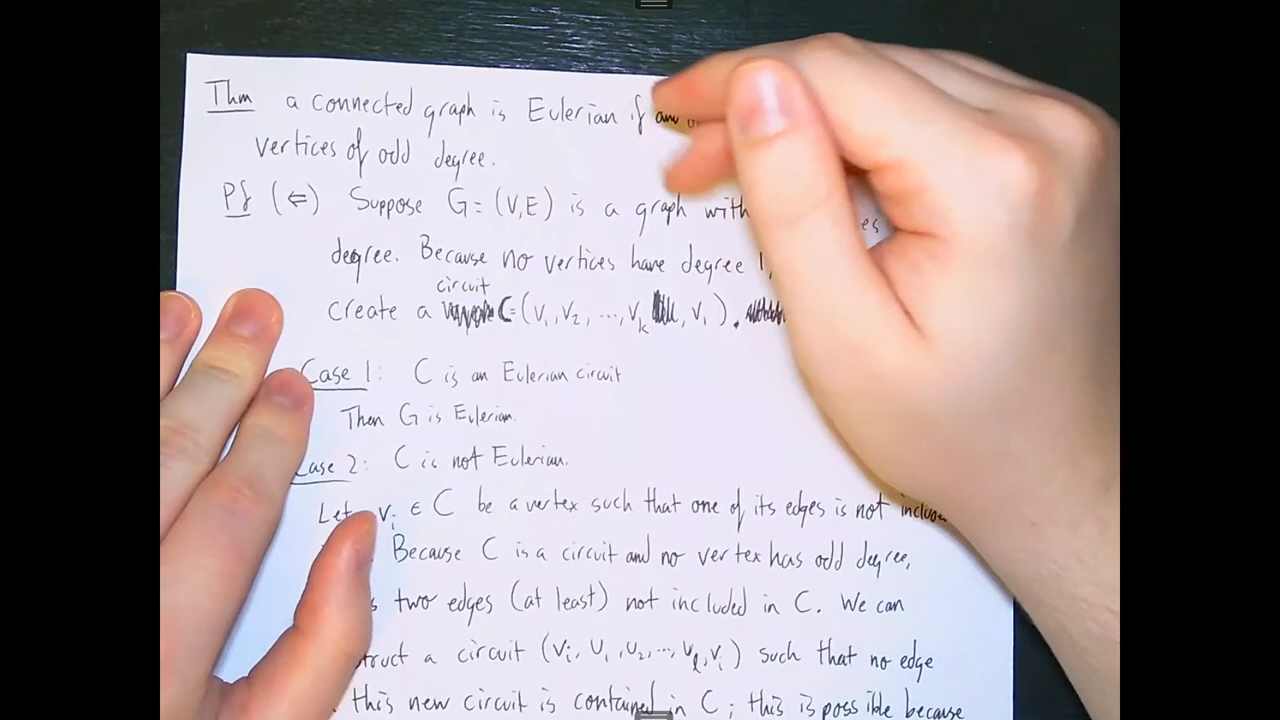 Thm a connected graph is Eulerian if
vertices of odd degree.
Pf (⇐) Suppose G = (V,E) is a graph with
degree. Because no vertices have degree 1,
circuit
create a C=(v₁,v₂, ..., vₖ, v₁).
Case 1: C is an Eulerian circuit
Then G is Eulerian.
Case 2: C is not Eulerian.
Let vᵢ ∈ C be a vertex such that one of its edges is not
Because C is a circuit and no vertex has odd degree,
two edges (at least) not included in C. We can
a circuit (vᵢ, u₁, u₂, ..., uₗ, vᵢ) such that no edge
this new circuit is contained in C; this is possible because